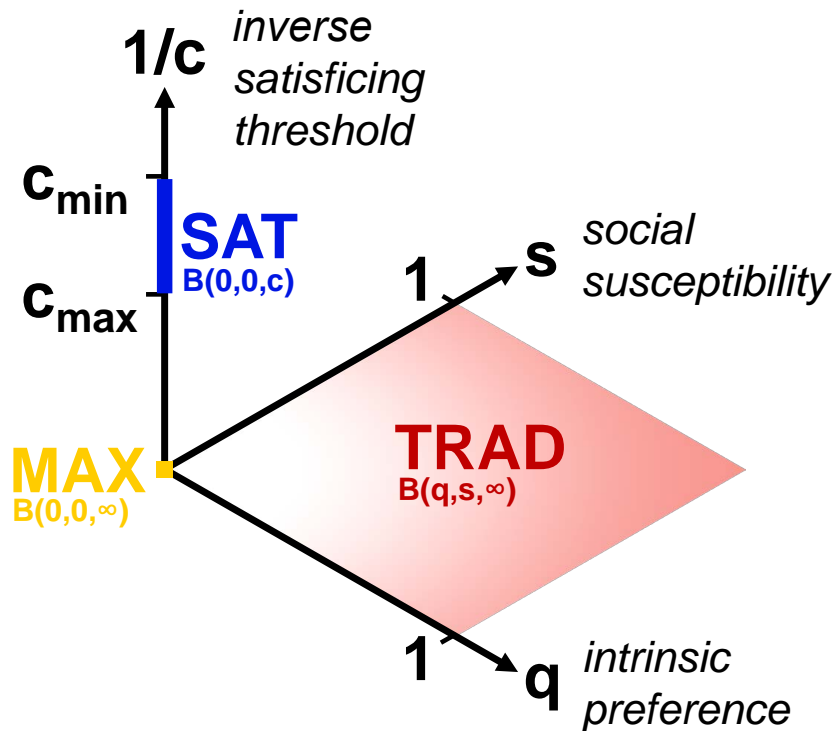 1/c
inverse
satisficing
threshold
c_min
SAT
B(0,0,c)
c_max
1
s
social
susceptibility
MAX
B(0,0,∞)
TRAD
B(q,s,∞)
1
q
intrinsic
preference